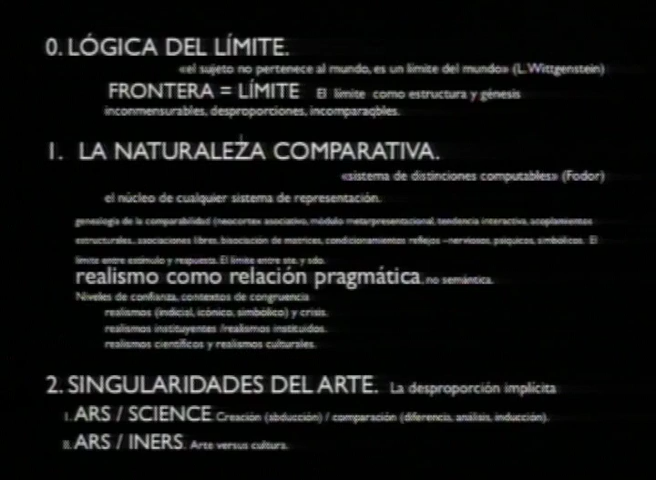 0. LÓGICA DEL LÍMITE.
«el sujeto no pertenece al mundo, es un límite del mundo» (L. Wittgenstein)
FRONTERA = LÍMITE El límite como estructura y génesis
inconmensurables, desproporciones, incomparaqbles.
1. LA NATURALEZA COMPARATIVA.
«sistema de distinciones computables» (Fodor)
el núcleo de cualquier sistema de representación.
genealogía de la comparabilidad (neocortex asociativo, módulo metarpresentacional, tendencia interactiva, acoplamientos
estructurales, asociaciones libres, bisociación de matrices, condicionamientos reflejos –nerviosos, psíquicos, simbólicos. El
límite entre estímulo y respuesta. El límite entre ste. y sdo.
realismo como relación pragmática, no semántica.
Niveles de confianza, contextos de congruencia
realismos (indicial, icónico, simbólico) y crisis.
realismos instituyentes /realismos instituidos.
realismos científicos y realismos culturales.
2. SINGULARIDADES DEL ARTE. La desproporción implícita
I. ARS / SCIENCE Creación (abducción) / comparación (diferencia, análisis, inducción).
II. ARS / INERS. Arte versus cultura.